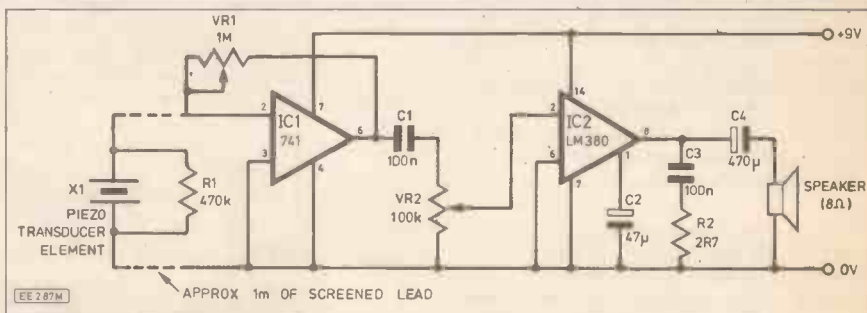 VR1
1M
+9V
2
7
IC1
741
6
3
4
C1
100n
VR2
100k
14
2
IC2
LM380
8
6
1
7
C2
47µ
C3
100n
R2
2R7
C4
470µ
SPEAKER
(8Ω)
X1
PIEZO
TRANSDUCER
ELEMENT
R1
470k
0V
EE287M
APPROX 1m OF SCREENED LEAD